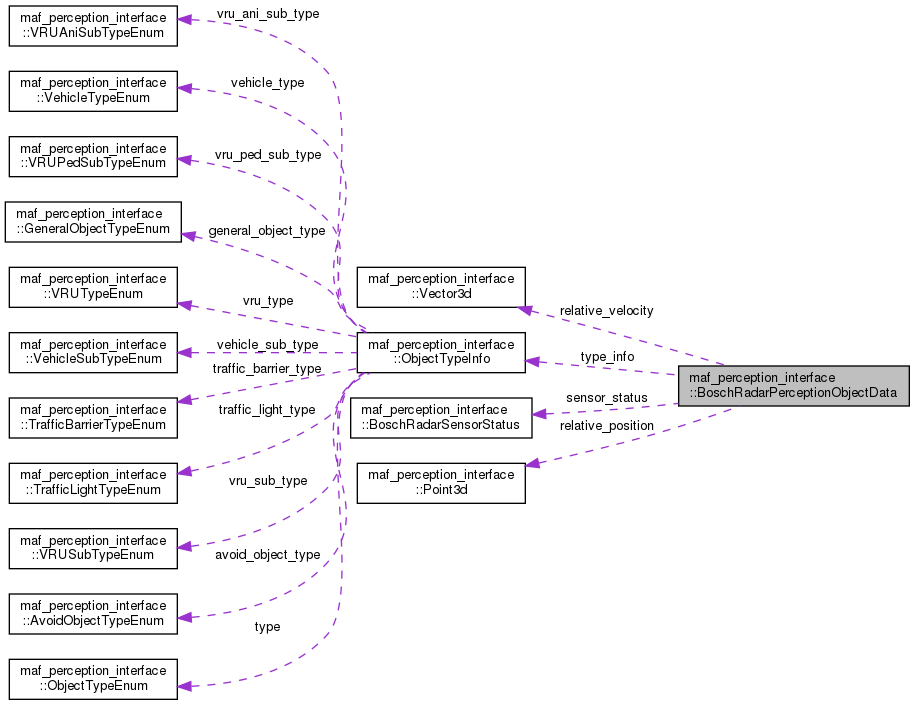 maf_perception_interface
::VRUAniSubTypeEnum
vru_ani_sub_type
maf_perception_interface
::VehicleTypeEnum
vehicle_type
maf_perception_interface
::VRUPedSubTypeEnum
vru_ped_sub_type
maf_perception_interface
::GeneralObjectTypeEnum
general_object_type
maf_perception_interface
::VRUTypeEnum
vru_type
maf_perception_interface
::VehicleSubTypeEnum
vehicle_sub_type
maf_perception_interface
::TrafficBarrierTypeEnum
traffic_barrier_type
maf_perception_interface
::TrafficLightTypeEnum
traffic_light_type
maf_perception_interface
::VRUSubTypeEnum
vru_sub_type
maf_perception_interface
::AvoidObjectTypeEnum
avoid_object_type
maf_perception_interface
::ObjectTypeEnum
type
maf_perception_interface
::Vector3d
relative_velocity
maf_perception_interface
::ObjectTypeInfo
type_info
maf_perception_interface
::BoschRadarSensorStatus
sensor_status
maf_perception_interface
::Point3d
relative_position
maf_perception_interface
::BoschRadarPerceptionObjectData